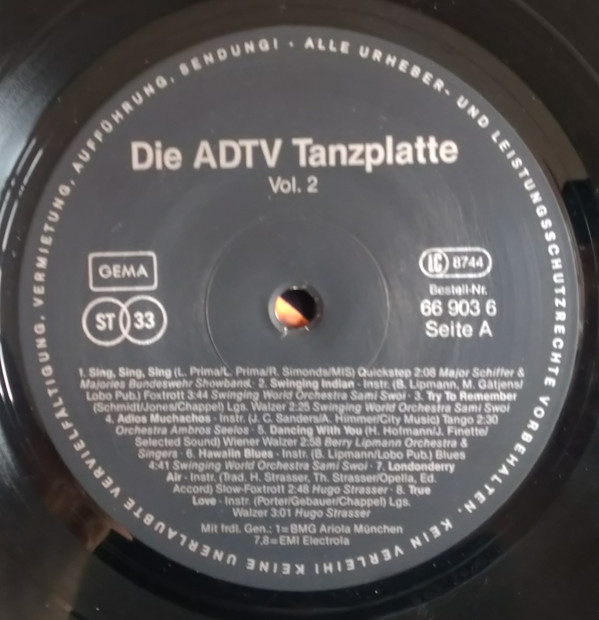 ALLE URHEBER- UND LEISTUNGSSCHUTZRECHTE VORBEHALTEN. KEIN VERLEIH! KEINE UNERLAUBTE VERVIELFÄLTIGUNG, VERMIETUNG, AUFFÜHRUNG, SENDUNG! ·
Die ADTV Tanzplatte
Vol. 2
GEMA
ST 33
LC 8744
Bestell-Nr.
66 903 6
Seite A
1. Sing, Sing, Sing (L. Prima/L. Prima/R. Simonds/MIS) Quickstep 2:08 Major Schiffer &
Majories Bundeswehr Showband · 2. Swinging Indian - Instr. (B. Lipmann, M. Gätjens/
Lobo Pub.) Foxtrott 3:44 Swinging World Orchestra Sami Swoi · 3. Try To Remember
(Schmidt/Jones/Chappel) Lgs. Walzer 2:25 Swinging World Orchestra Sami Swoi
4. Adios Muchachos - Instr. (J. C. Sanders/A. Himmer/City Music) Tango 2:30
Orchestra Ambros Seelos · 5. Dancing With You (H. Hofmann/J. Finette/
Selected Sound) Wiener Walzer 2:58 Berry Lipmann Orchestra &
Singers · 6. Hawaiin Blues - Instr. (B. Lipmann/Lobo Pub.) Blues
4:41 Swinging World Orchestra Sami Swoi · 7. Londonderry
Air - Instr. (Trad. H. Strasser, Th. Strasser/Opella, Ed.
Accord) Slow-Foxtrott 2:48 Hugo Strasser · 8. True
Love - Instr. (Porter/Gebauer/Chappel) Lgs.
Walzer 3:01 Hugo Strasser
Mit frdl. Gen.: 1=BMG Ariola München
7,8=EMI Electrola